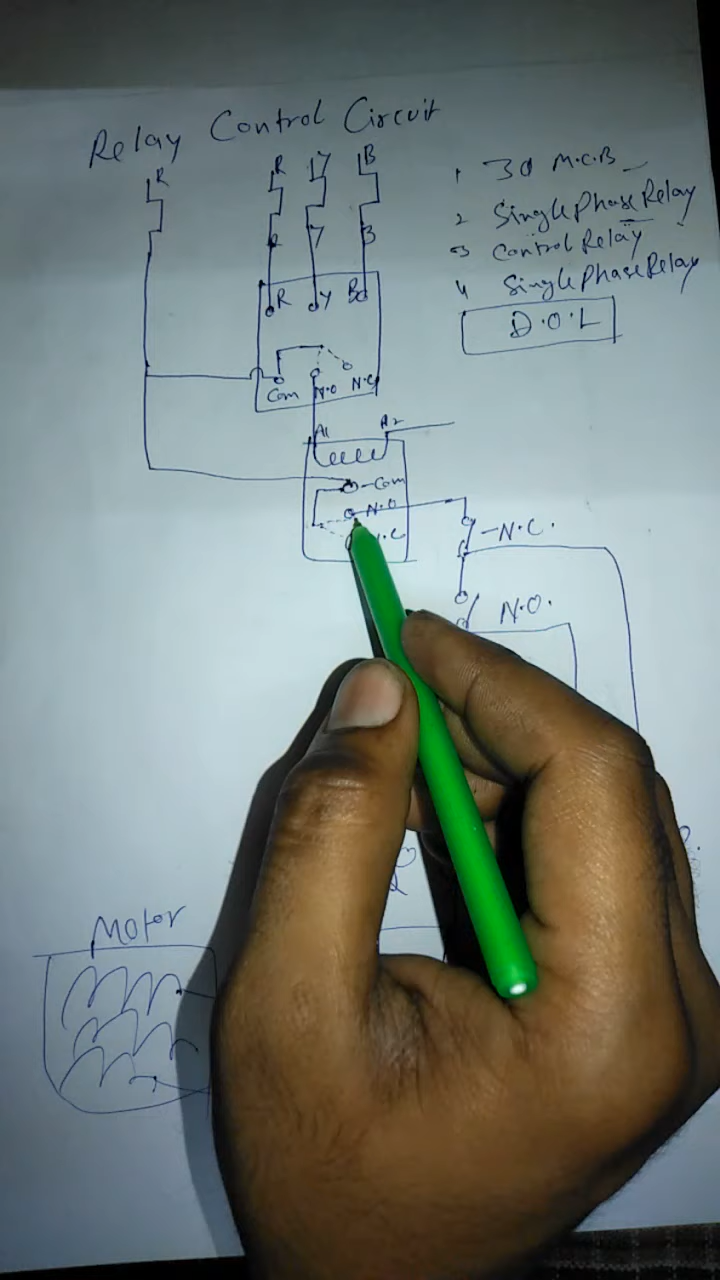 Relay Control Circuit
R R Y B
R Y B
R Y B
Com N.O N.C
A1 A2
Com
N.O
N.C
-N.C.
N.O.
1 3Ø M.C.B
2 Single Phase Relay
3 Control Relay
4 Single Phase Relay
D.O.L
Motor